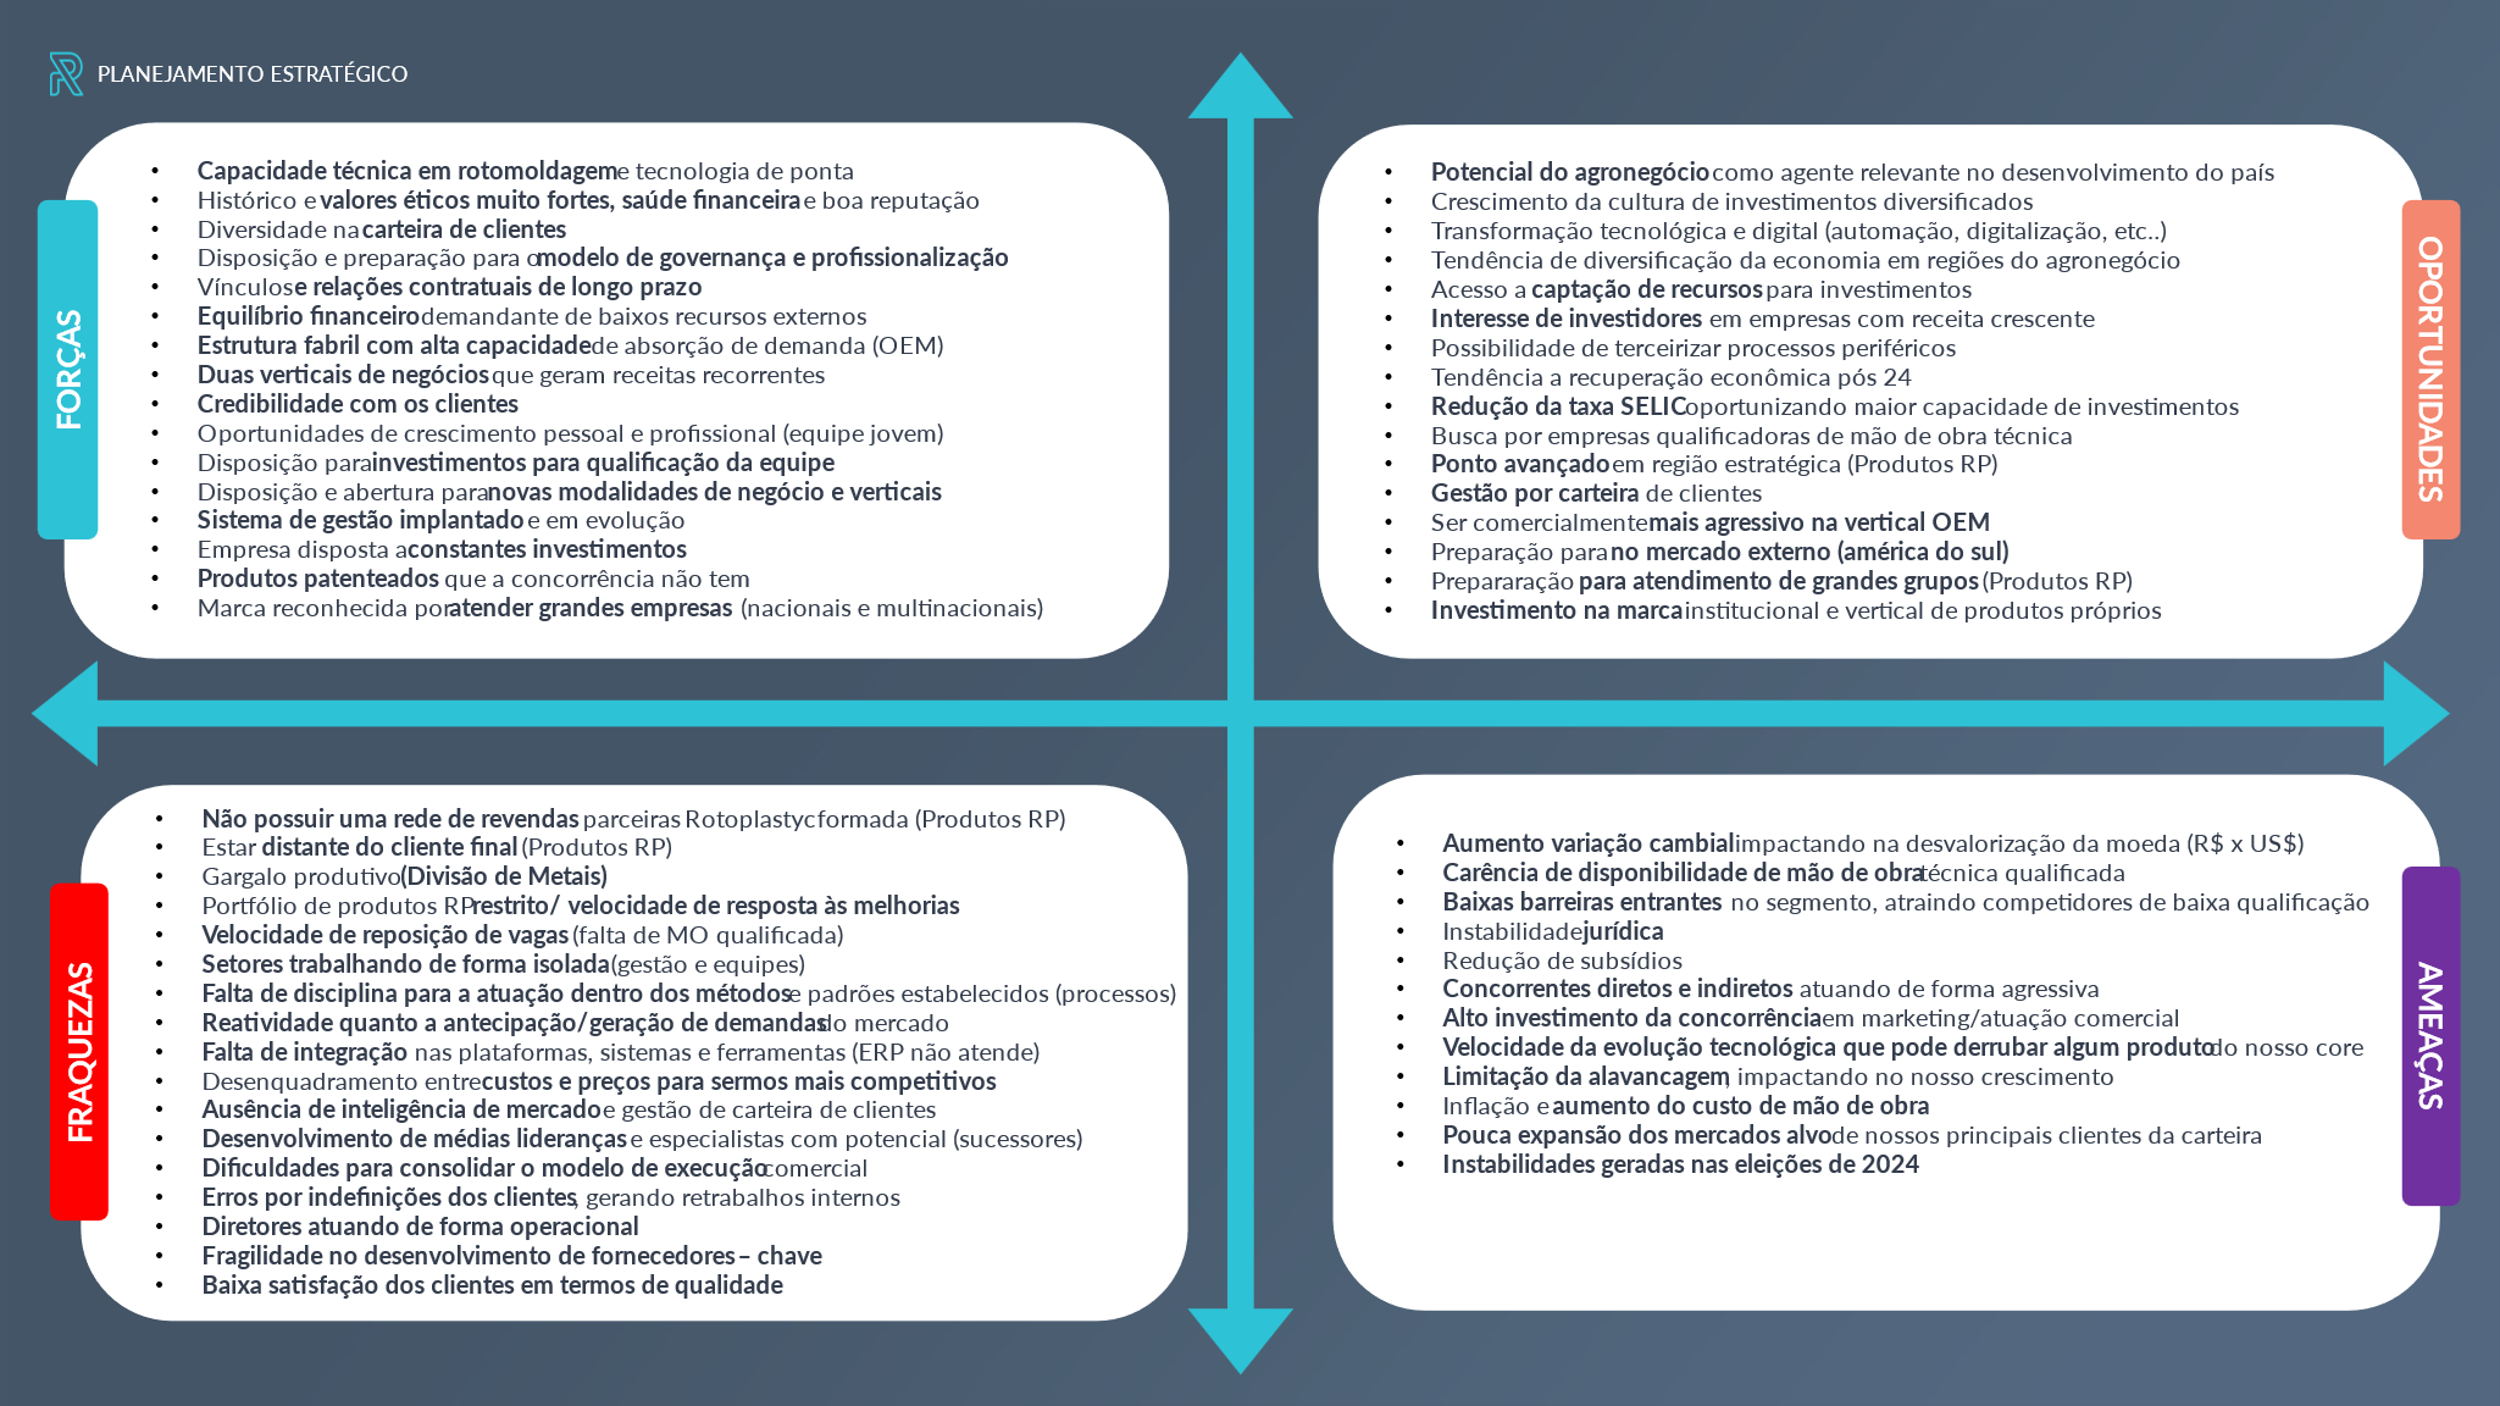 PLANEJAMENTO ESTRATÉGICO
FORÇAS
• Capacidade técnica em rotomoldagem e tecnologia de ponta
• Histórico e valores éticos muito fortes, saúde financeira e boa reputação
• Diversidade na carteira de clientes
• Disposição e preparação para o modelo de governança e profissionalização
• Vínculos e relações contratuais de longo prazo
• Equilíbrio financeiro demandante de baixos recursos externos
• Estrutura fabril com alta capacidade de absorção de demanda (OEM)
• Duas verticais de negócios que geram receitas recorrentes
• Credibilidade com os clientes
• Oportunidades de crescimento pessoal e profissional (equipe jovem)
• Disposição para investimentos para qualificação da equipe
• Disposição e abertura para novas modalidades de negócio e verticais
• Sistema de gestão implantado e em evolução
• Empresa disposta a constantes investimentos
• Produtos patenteados que a concorrência não tem
• Marca reconhecida por atender grandes empresas (nacionais e multinacionais)
OPORTUNIDADES
• Potencial do agronegócio como agente relevante no desenvolvimento do país
• Crescimento da cultura de investimentos diversificados
• Transformação tecnológica e digital (automação, digitalização, etc..)
• Tendência de diversificação da economia em regiões do agronegócio
• Acesso a captação de recursos para investimentos
• Interesse de investidores em empresas com receita crescente
• Possibilidade de terceirizar processos periféricos
• Tendência a recuperação econômica pós 24
• Redução da taxa SELIC oportunizando maior capacidade de investimentos
• Busca por empresas qualificadoras de mão de obra técnica
• Ponto avançado em região estratégica (Produtos RP)
• Gestão por carteira de clientes
• Ser comercialmente mais agressivo na vertical OEM
• Preparação para no mercado externo (américa do sul)
• Prepararação para atendimento de grandes grupos (Produtos RP)
• Investimento na marca institucional e vertical de produtos próprios
FRAQUEZAS
• Não possuir uma rede de revendas parceiras Rotoplastyc formada (Produtos RP)
• Estar distante do cliente final (Produtos RP)
• Gargalo produtivo (Divisão de Metais)
• Portfólio de produtos RP restrito/ velocidade de resposta às melhorias
• Velocidade de reposição de vagas (falta de MO qualificada)
• Setores trabalhando de forma isolada (gestão e equipes)
• Falta de disciplina para a atuação dentro dos métodos e padrões estabelecidos (processos)
• Reatividade quanto a antecipação/geração de demandas do mercado
• Falta de integração nas plataformas, sistemas e ferramentas (ERP não atende)
• Desenquadramento entre custos e preços para sermos mais competitivos
• Ausência de inteligência de mercado e gestão de carteira de clientes
• Desenvolvimento de médias lideranças e especialistas com potencial (sucessores)
• Dificuldades para consolidar o modelo de execução comercial
• Erros por indefinições dos clientes, gerando retrabalhos internos
• Diretores atuando de forma operacional
• Fragilidade no desenvolvimento de fornecedores – chave
• Baixa satisfação dos clientes em termos de qualidade
AMEAÇAS
• Aumento variação cambial impactando na desvalorização da moeda (R$ x US$)
• Carência de disponibilidade de mão de obra técnica qualificada
• Baixas barreiras entrantes no segmento, atraindo competidores de baixa qualificação
• Instabilidade jurídica
• Redução de subsídios
• Concorrentes diretos e indiretos atuando de forma agressiva
• Alto investimento da concorrência em marketing/atuação comercial
• Velocidade da evolução tecnológica que pode derrubar algum produto do nosso core
• Limitação da alavancagem, impactando no nosso crescimento
• Inflação e aumento do custo de mão de obra
• Pouca expansão dos mercados alvo de nossos principais clientes da carteira
• Instabilidades geradas nas eleições de 2024